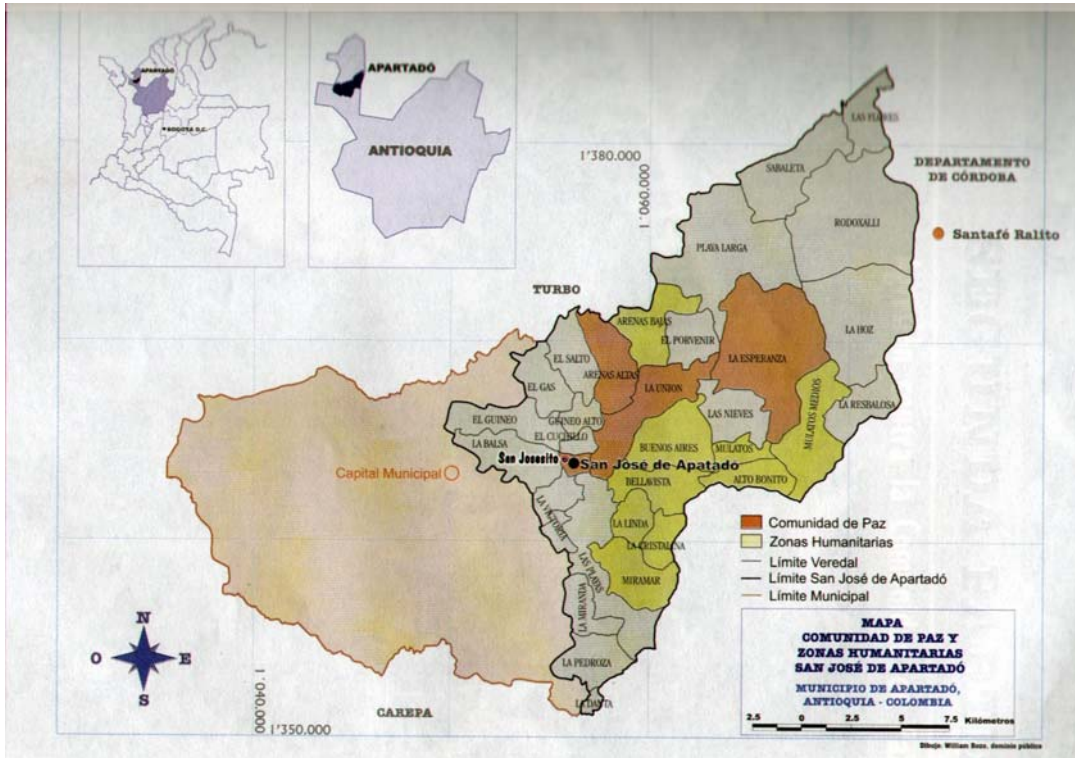 APARTADÓ
BOGOTA D.C.
APARTADÓ
ANTIOQUIA
1'380.000
1'060.000
DEPARTAMENTO
DE CÓRDOBA
Santafé Ralito
SABALETA
RODOXALLI
PLAYA LARGA
TURBO
ARENAS BAJAS
EL PORVENIR
LA HOZ
EL SALTO
LA ESPERANZA
ARENAS ALTAS
LA UNION
EL GAS
LAS NIEVES
MULATOS MEDIOS
LA RESBALOSA
EL GUINEO
GUINEO ALTO
EL CUCHILLO
BUENOS AIRES
MULATOS
LA BALSA
San Josesito
San José de Apatadó
Capital Municipal
BELLAVISTA
ALTO BONITO
LA VICTORIA
LA LINDA
LA CRISTALINA
LAS PLAYAS
MIRAMAR
LA MIRANDA
LA PEDROZA
LA DANTA
Comunidad de Paz
Zonas Humanitarias
Límite Veredal
Límite San José de Apartadó
Límite Municipal
N
O E
S
1'040.000
1'350.000
CAREPA
MAPA
COMUNIDAD DE PAZ Y
ZONAS HUMANITARIAS
SAN JOSÉ DE APARTADÓ
MUNICIPIO DE APARTADÓ,
ANTIOQUIA - COLOMBIA
2.5 0 2.5 5 7.5 Kilómetros
Dibujo: William Rozo, dominio público